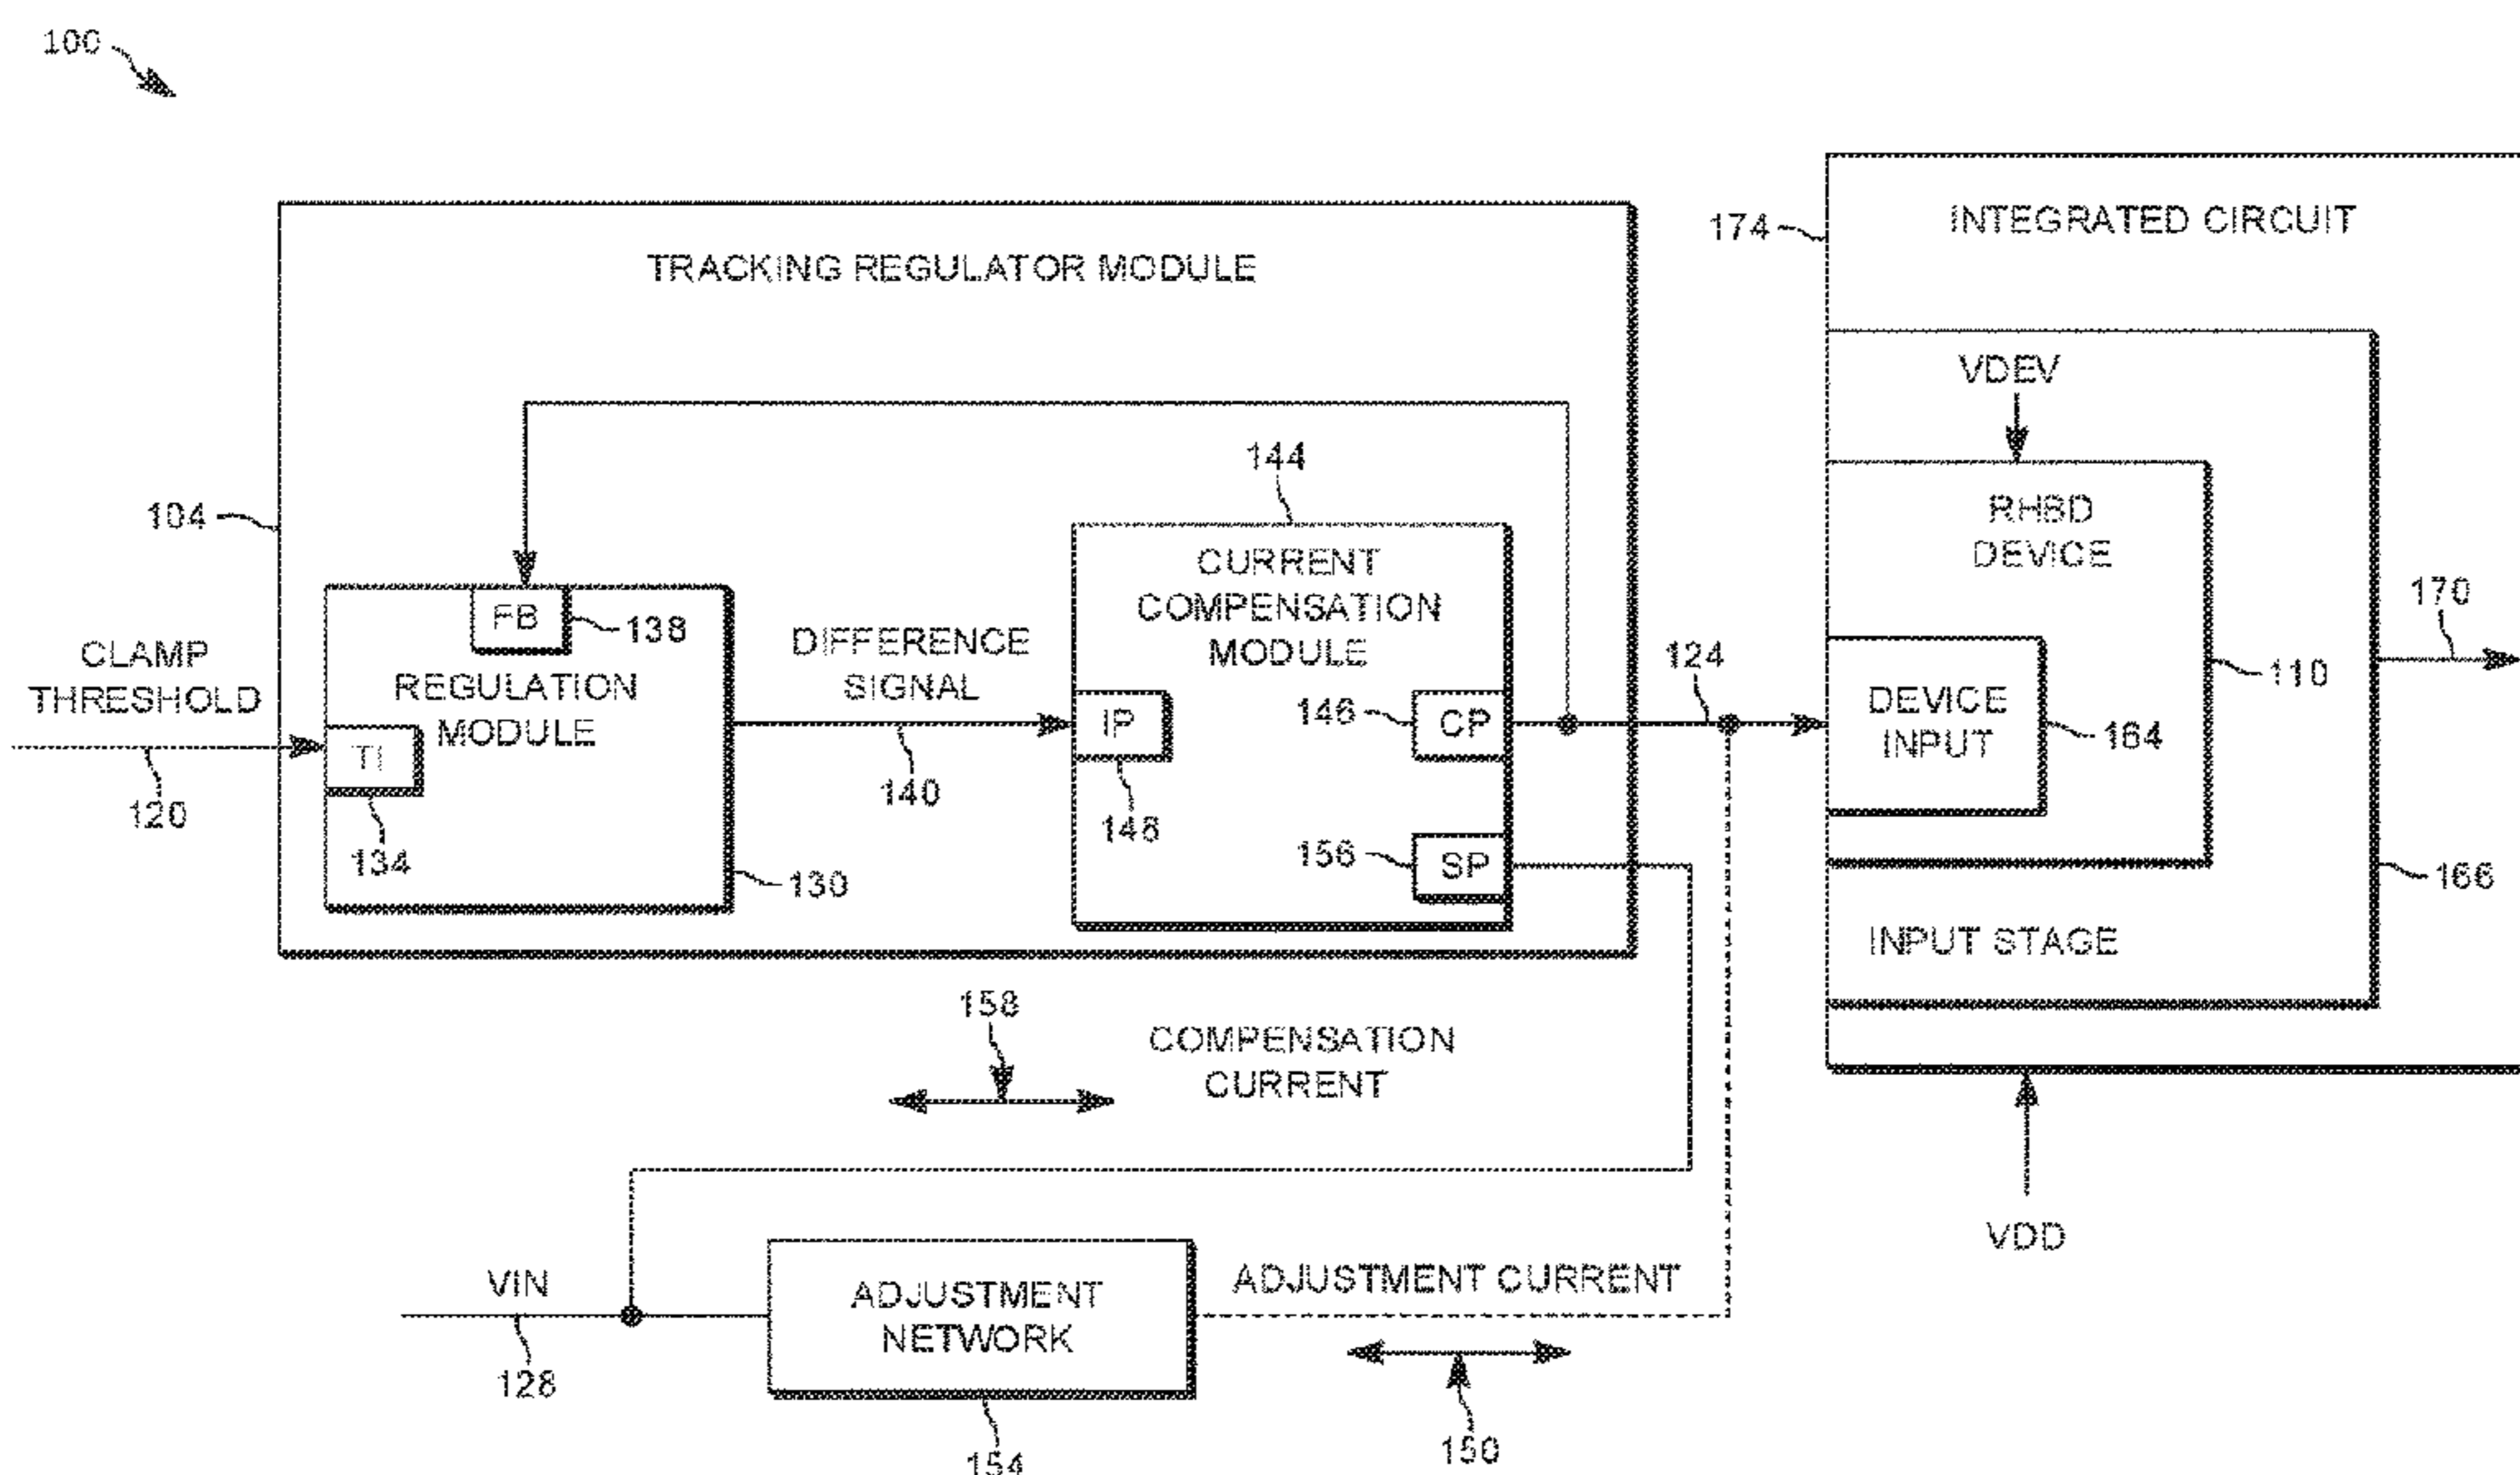 100
174
INTEGRATED CIRCUIT
TRACKING REGULATOR MODULE
VDEV
144
104
RHBD
DEVICE
CURRENT
COMPENSATION
MODULE
170
FB
138
CLAMP
THRESHOLD
REGULATION
MODULE
DIFFERENCE
SIGNAL
124
110
TI
IP
146
CP
DEVICE
INPUT
164
120
140
148
134
130
156
SP
166
INPUT STAGE
158
COMPENSATION
CURRENT
VDD
VIN
ADJUSTMENT
NETWORK
ADJUSTMENT CURRENT
128
154
150